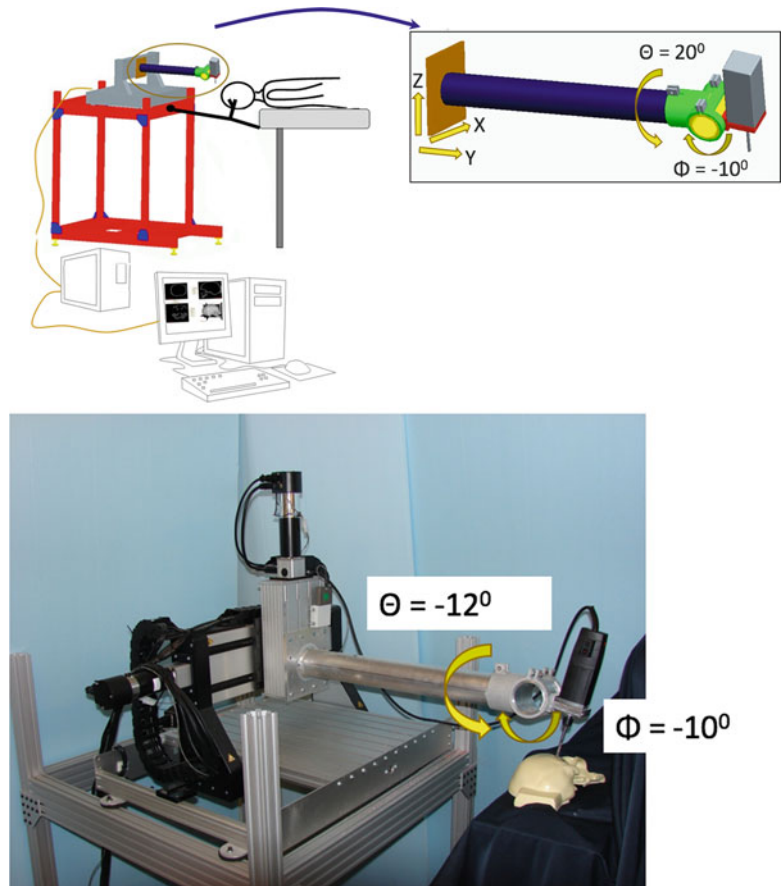 Θ = 20⁰
Z
X
Y
Φ = -10⁰
Θ = -12⁰
Φ = -10⁰